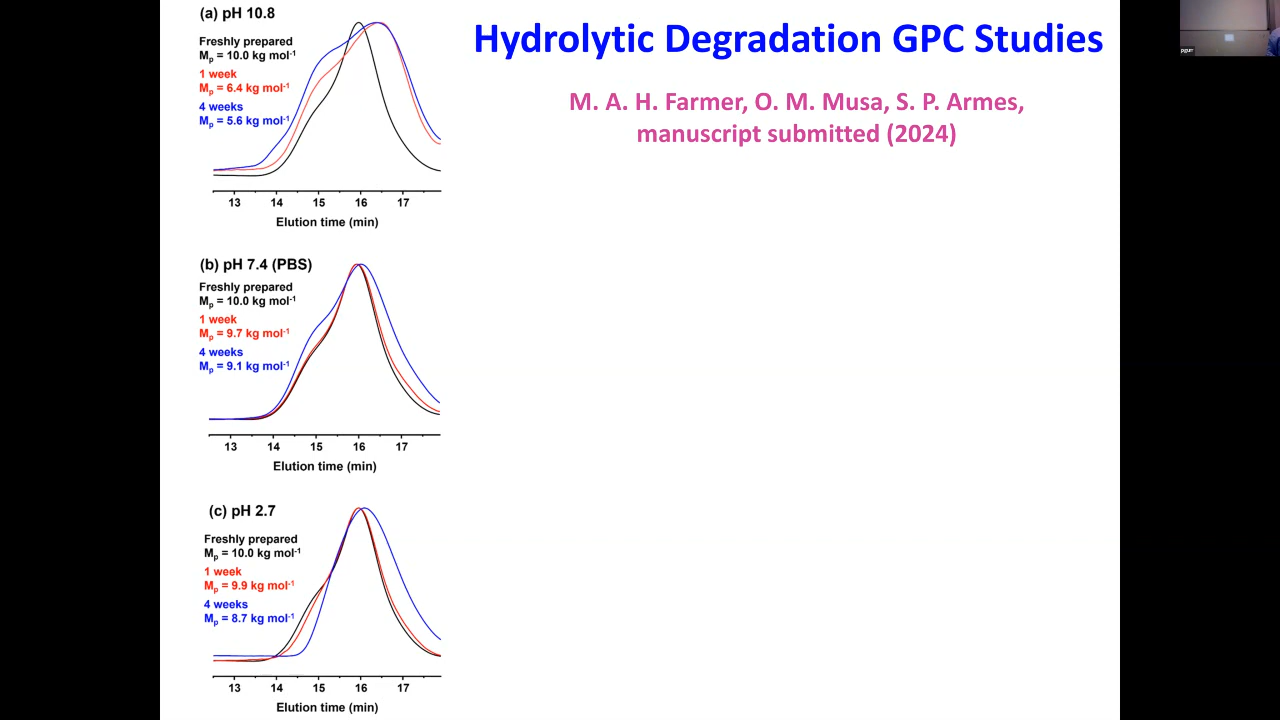 (a) pH 10.8
Freshly prepared
Mp = 10.0 kg mol-1
1 week
Mp = 6.4 kg mol-1
4 weeks
Mp = 5.6 kg mol-1
13 14 15 16 17
Elution time (min)
Hydrolytic Degradation GPC Studies
M. A. H. Farmer, O. M. Musa, S. P. Armes,
manuscript submitted (2024)
(b) pH 7.4 (PBS)
Freshly prepared
Mp = 10.0 kg mol-1
1 week
Mp = 9.7 kg mol-1
4 weeks
Mp = 9.1 kg mol-1
13 14 15 16 17
Elution time (min)
(c) pH 2.7
Freshly prepared
Mp = 10.0 kg mol-1
1 week
Mp = 9.9 kg mol-1
4 weeks
Mp = 8.7 kg mol-1
13 14 15 16 17
Elution time (min)